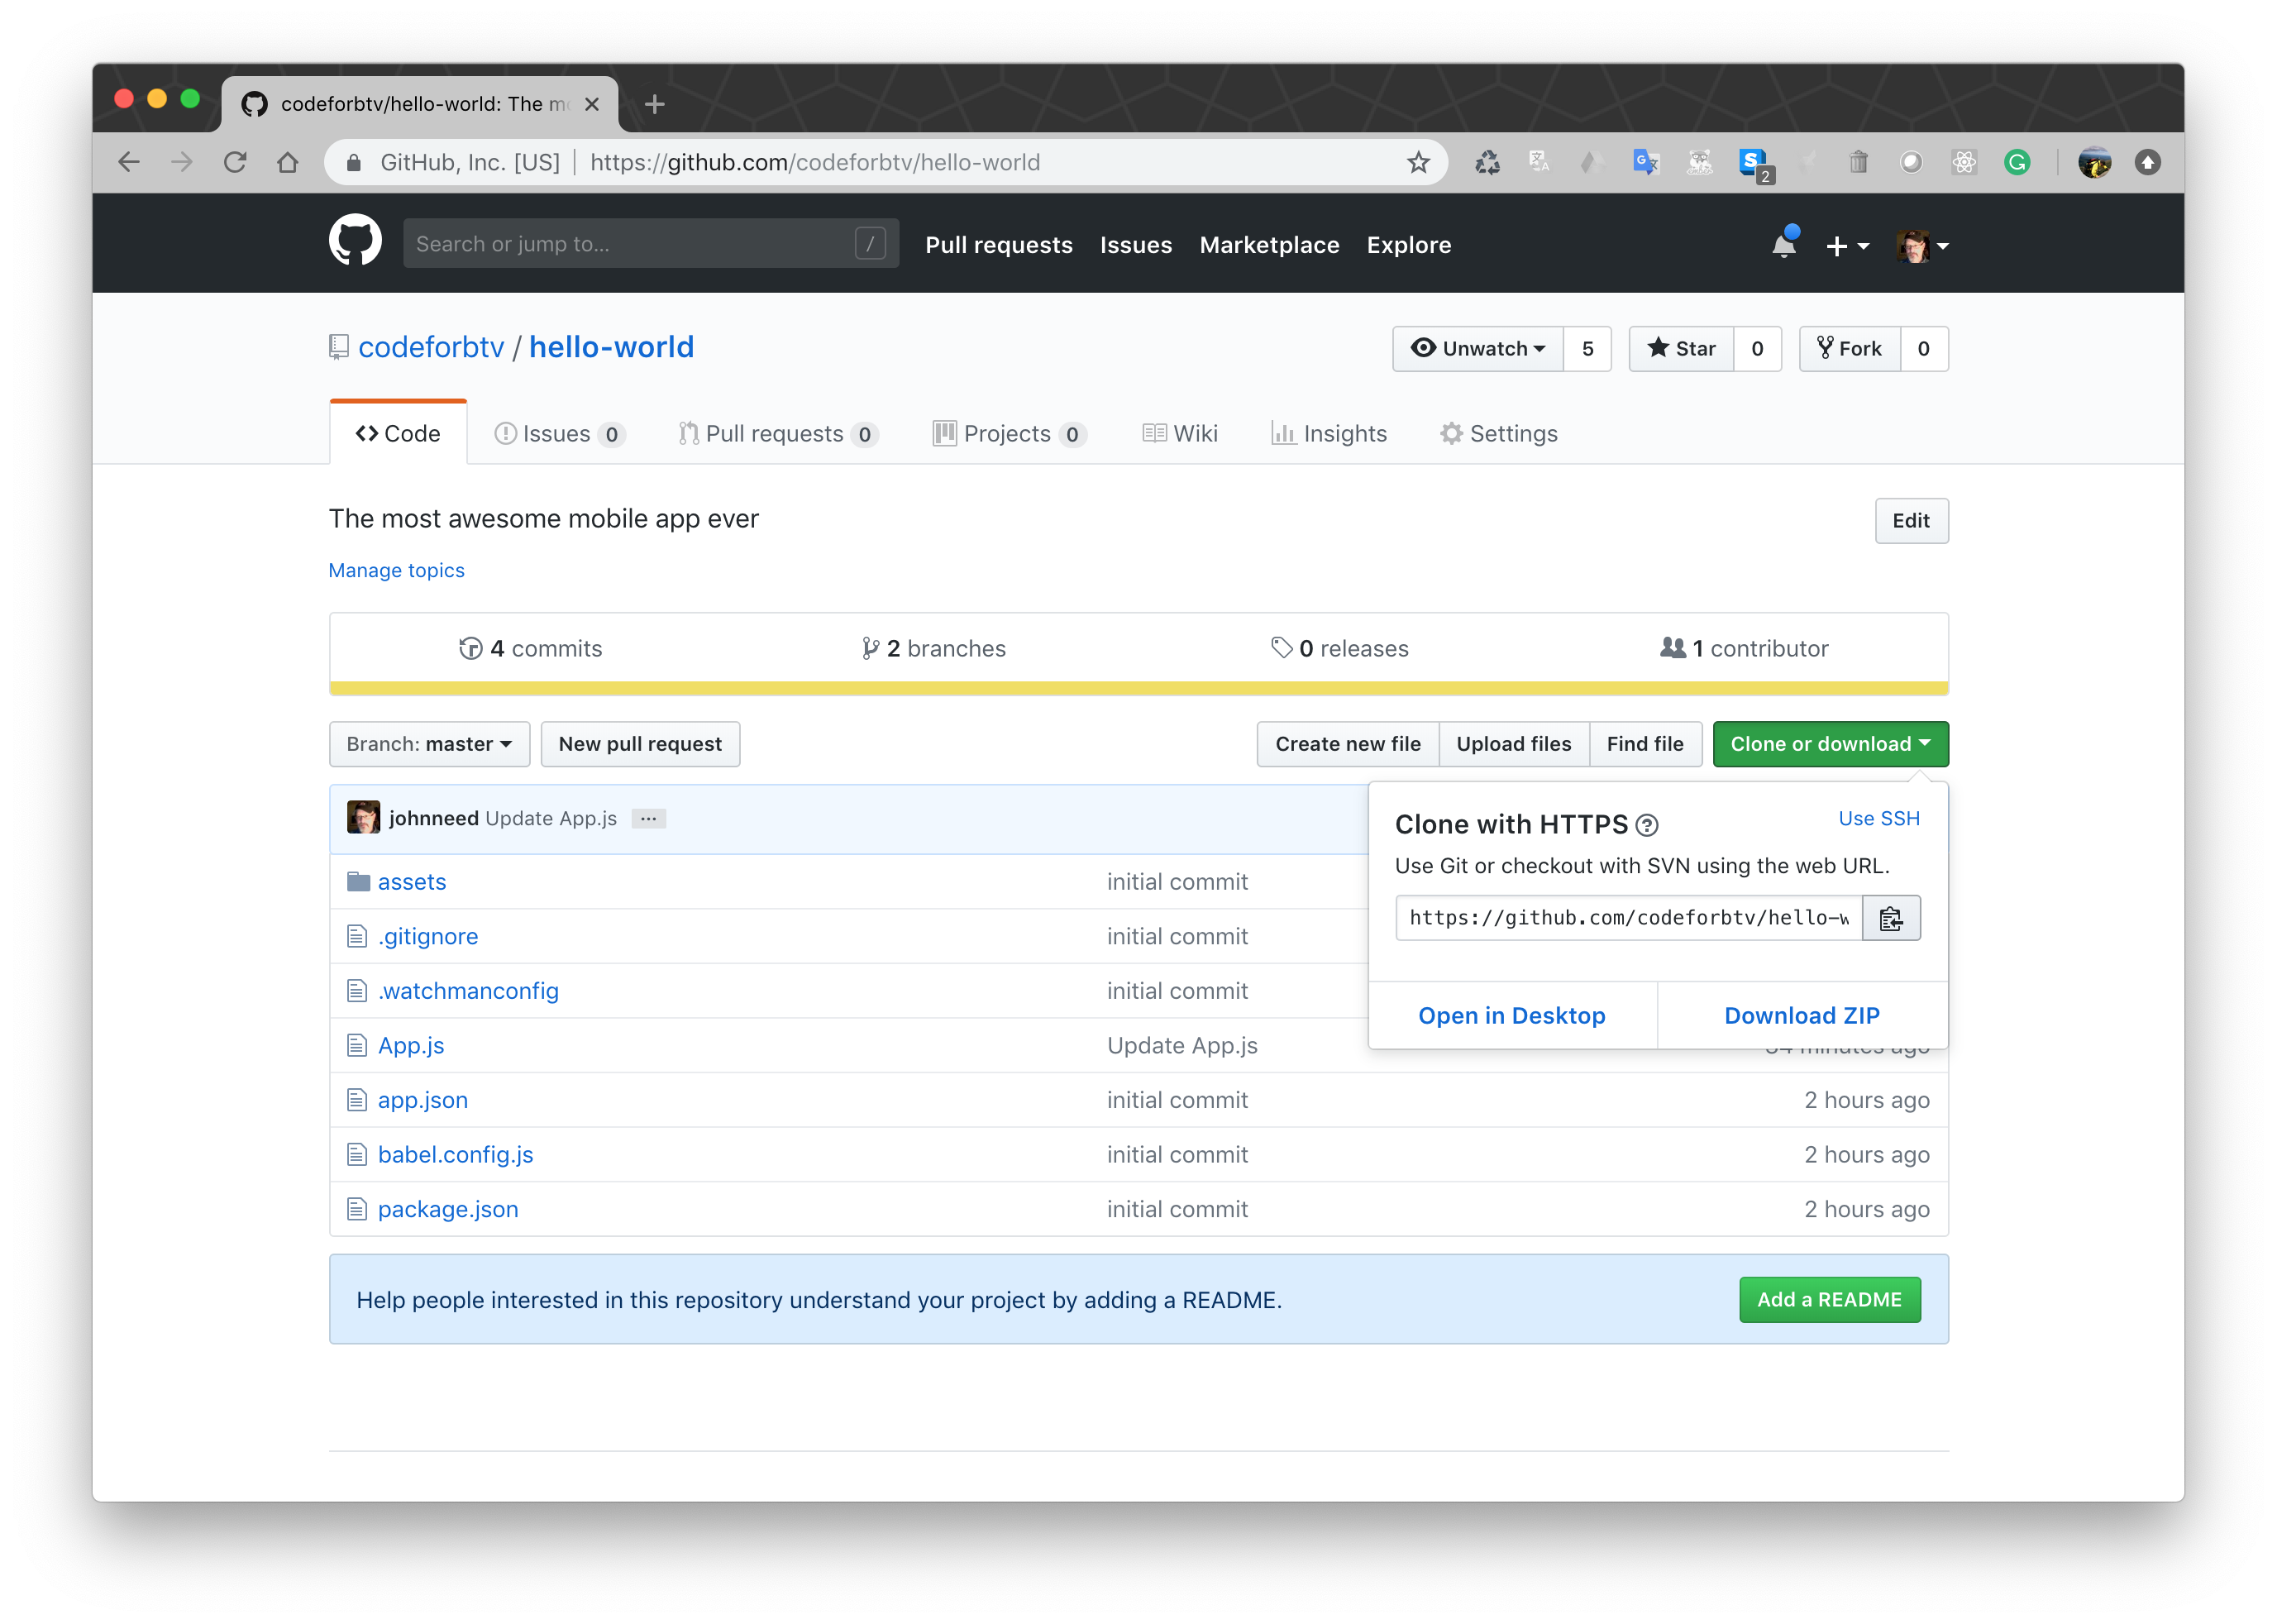 codeforbtv/hello-world: The m
GitHub, Inc. [US] | https://github.com/codeforbtv/hello-world
2
Search or jump to... / Pull requests Issues Marketplace Explore
codeforbtv / hello-world Unwatch 5 Star 0 Fork 0
Code Issues 0 Pull requests 0 Projects 0 Wiki Insights Settings
The most awesome mobile app ever Edit
Manage topics
4 commits 2 branches 0 releases 1 contributor
Branch: master New pull request Create new file Upload files Find file Clone or download
johnneed Update App.js ...
Clone with HTTPS ? Use SSH
Use Git or checkout with SVN using the web URL.
https://github.com/codeforbtv/hello-w
Open in Desktop Download ZIP
assets initial commit
.gitignore initial commit
.watchmanconfig initial commit
App.js Update App.js minutes ago
app.json initial commit 2 hours ago
babel.config.js initial commit 2 hours ago
package.json initial commit 2 hours ago
Help people interested in this repository understand your project by adding a README. Add a README